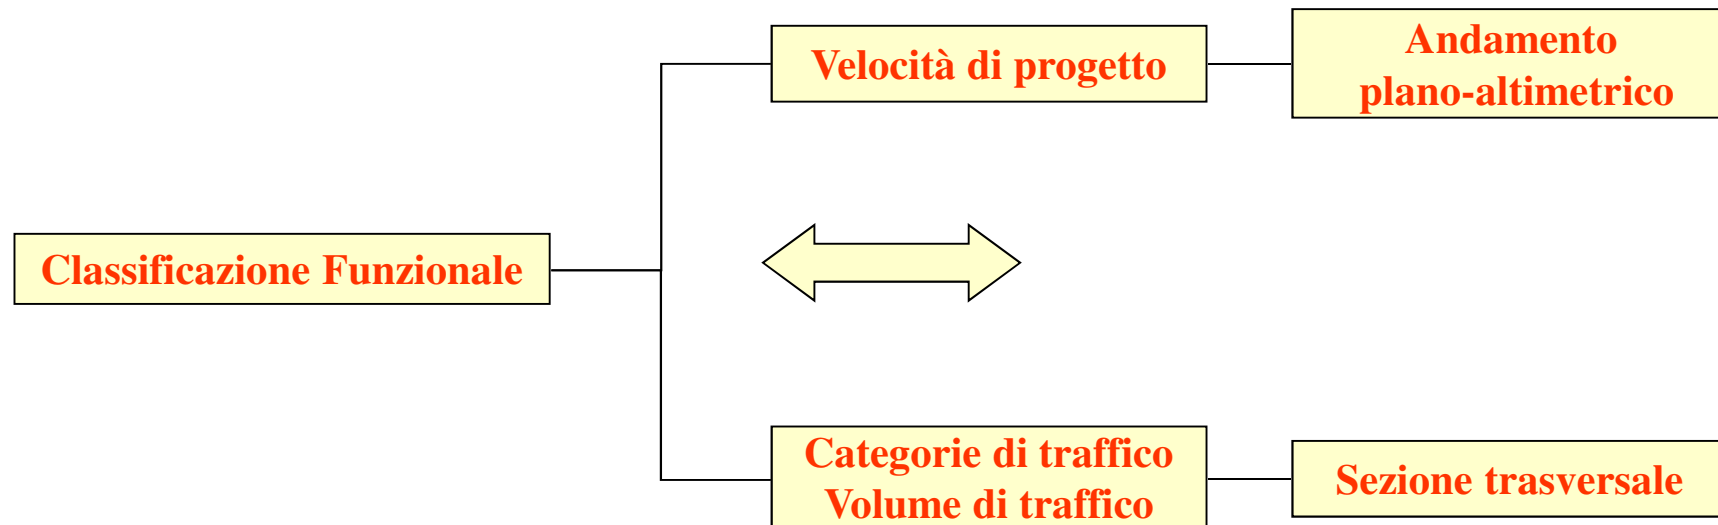 Velocità di progetto
Andamento
plano-altimetrico
Classificazione Funzionale
Categorie di traffico
Volume di traffico
Sezione trasversale